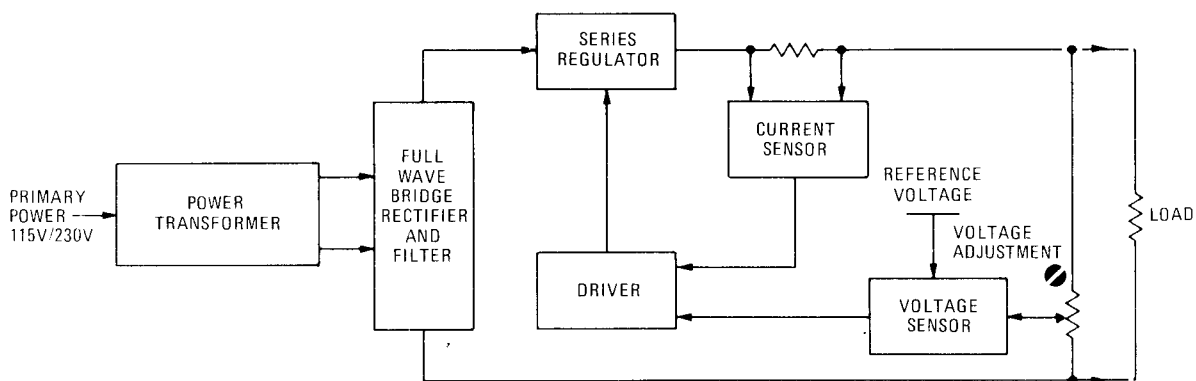 SERIES
REGULATOR
CURRENT
SENSOR
FULL
WAVE
BRIDGE
RECTIFIER
AND
FILTER
REFERENCE
VOLTAGE
PRIMARY
POWER
115V/230V
POWER
TRANSFORMER
LOAD
VOLTAGE
ADJUSTMENT
DRIVER
VOLTAGE
SENSOR